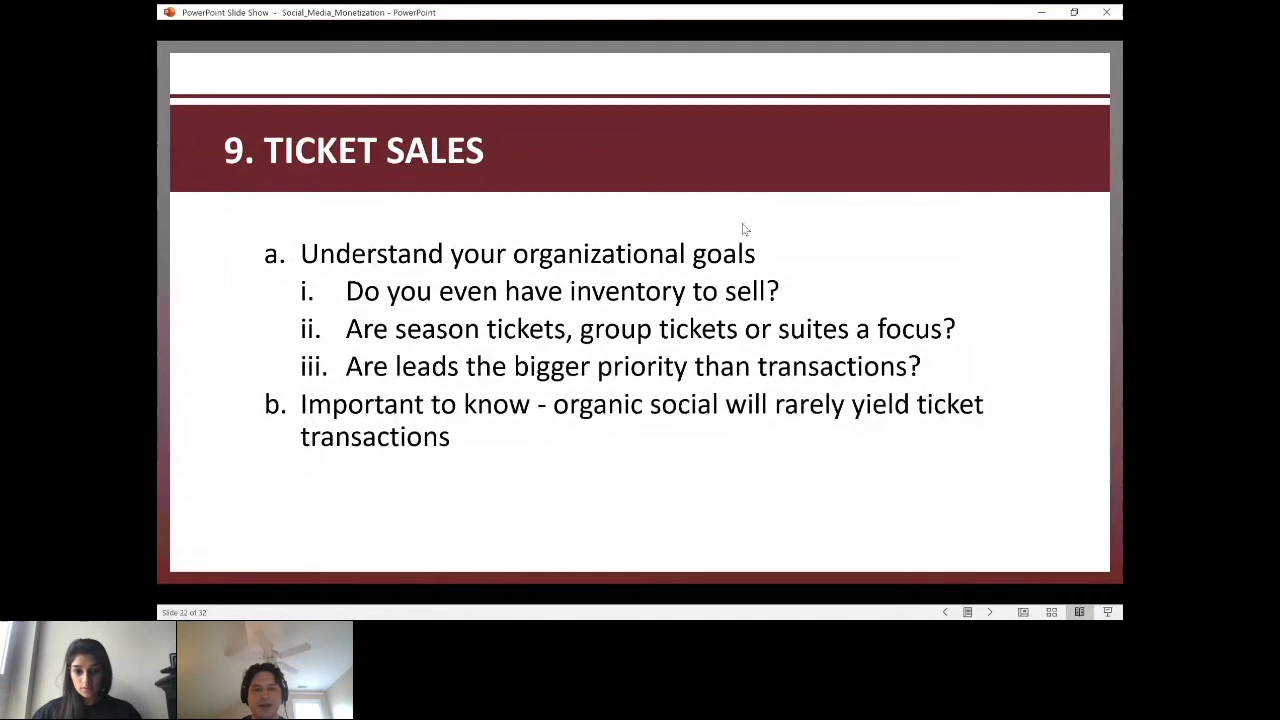 PowerPoint Slide Show - Social_Media_Monetization - PowerPoint
9. TICKET SALES
a. Understand your organizational goals
i. Do you even have inventory to sell?
ii. Are season tickets, group tickets or suites a focus?
iii. Are leads the bigger priority than transactions?
b. Important to know - organic social will rarely yield ticket
transactions
Slide 22 of 32